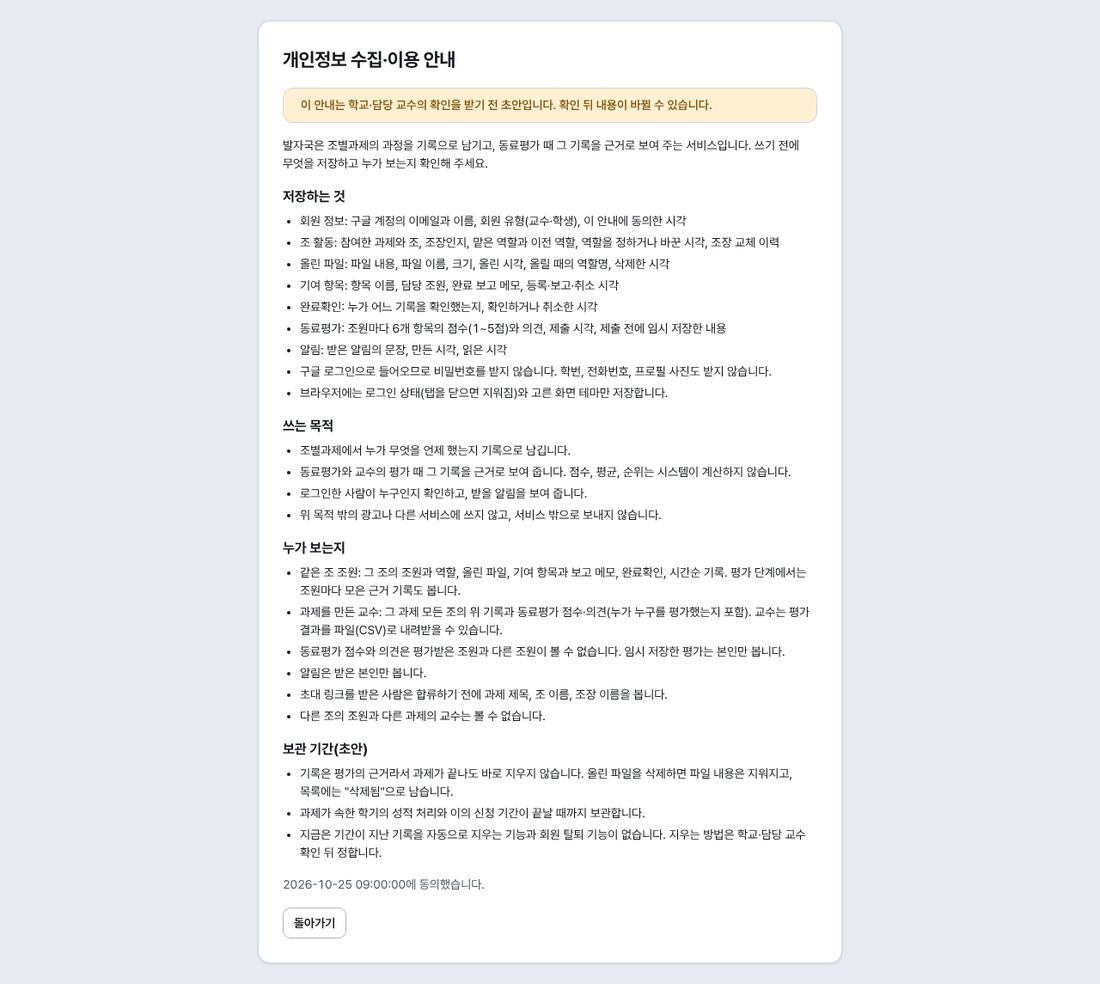 개인정보 수집·이용 안내
이 안내는 학교·담당 교수의 확인을 받기 전 초안입니다. 확인 뒤 내용이 바뀔 수 있습니다.
발자국은 조별과제의 과정을 기록으로 남기고, 동료평가 때 그 기록을 근거로 보여 주는 서비스입니다. 쓰기 전에
무엇을 저장하고 누가 보는지 확인해 주세요.
저장하는 것
• 회원 정보: 구글 계정의 이메일과 이름, 회원 유형(교수·학생), 이 안내에 동의한 시각
• 조 활동: 참여한 과제와 조, 조장인지, 맡은 역할과 이전 역할, 역할을 정하거나 바꾼 시각, 조장 교체 이력
• 올린 파일: 파일 내용, 파일 이름, 크기, 올린 시각, 올릴 때의 역할명, 삭제한 시각
• 기여 항목: 항목 이름, 담당 조원, 완료 보고 메모, 등록·보고·취소 시각
• 완료확인: 누가 어느 기록을 확인했는지, 확인하거나 취소한 시각
• 동료평가: 조원마다 6개 항목의 점수(1~5점)와 의견, 제출 시각, 제출 전에 임시 저장한 내용
• 알림: 받은 알림의 문장, 만든 시각, 읽은 시각
• 구글 로그인으로 들어오므로 비밀번호를 받지 않습니다. 학번, 전화번호, 프로필 사진도 받지 않습니다.
• 브라우저에는 로그인 상태(탭을 닫으면 지워짐)와 고른 화면 테마만 저장합니다.
쓰는 목적
• 조별과제에서 누가 무엇을 언제 했는지 기록으로 남깁니다.
• 동료평가와 교수의 평가 때 그 기록을 근거로 보여 줍니다. 점수, 평균, 순위는 시스템이 계산하지 않습니다.
• 로그인한 사람이 누구인지 확인하고, 받을 알림을 보여 줍니다.
• 위 목적 밖의 광고나 다른 서비스에 쓰지 않고, 서비스 밖으로 보내지 않습니다.
누가 보는지
• 같은 조 조원: 그 조의 조원과 역할, 올린 파일, 기여 항목과 보고 메모, 완료확인, 시간순 기록. 평가 단계에서는
조원마다 모은 근거 기록도 봅니다.
• 과제를 만든 교수: 그 과제 모든 조의 위 기록과 동료평가 점수·의견(누가 누구를 평가했는지 포함). 교수는 평가
결과를 파일(CSV)로 내려받을 수 있습니다.
• 동료평가 점수와 의견은 평가받은 조원과 다른 조원이 볼 수 없습니다. 임시 저장한 평가는 본인만 봅니다.
• 알림은 받은 본인만 봅니다.
• 초대 링크를 받은 사람은 합류하기 전에 과제 제목, 조 이름, 조장 이름을 봅니다.
• 다른 조의 조원과 다른 과제의 교수는 볼 수 없습니다.
보관 기간(초안)
• 기록은 평가의 근거라서 과제가 끝나도 바로 지우지 않습니다. 올린 파일을 삭제하면 파일 내용은 지워지고,
목록에는 "삭제됨"으로 남습니다.
• 과제가 속한 학기의 성적 처리와 이의 신청 기간이 끝날 때까지 보관합니다.
• 지금은 기간이 지난 기록을 자동으로 지우는 기능과 회원 탈퇴 기능이 없습니다. 지우는 방법은 학교·담당 교수
확인 뒤 정합니다.
2026-10-25 09:00:00에 동의했습니다.
돌아가기